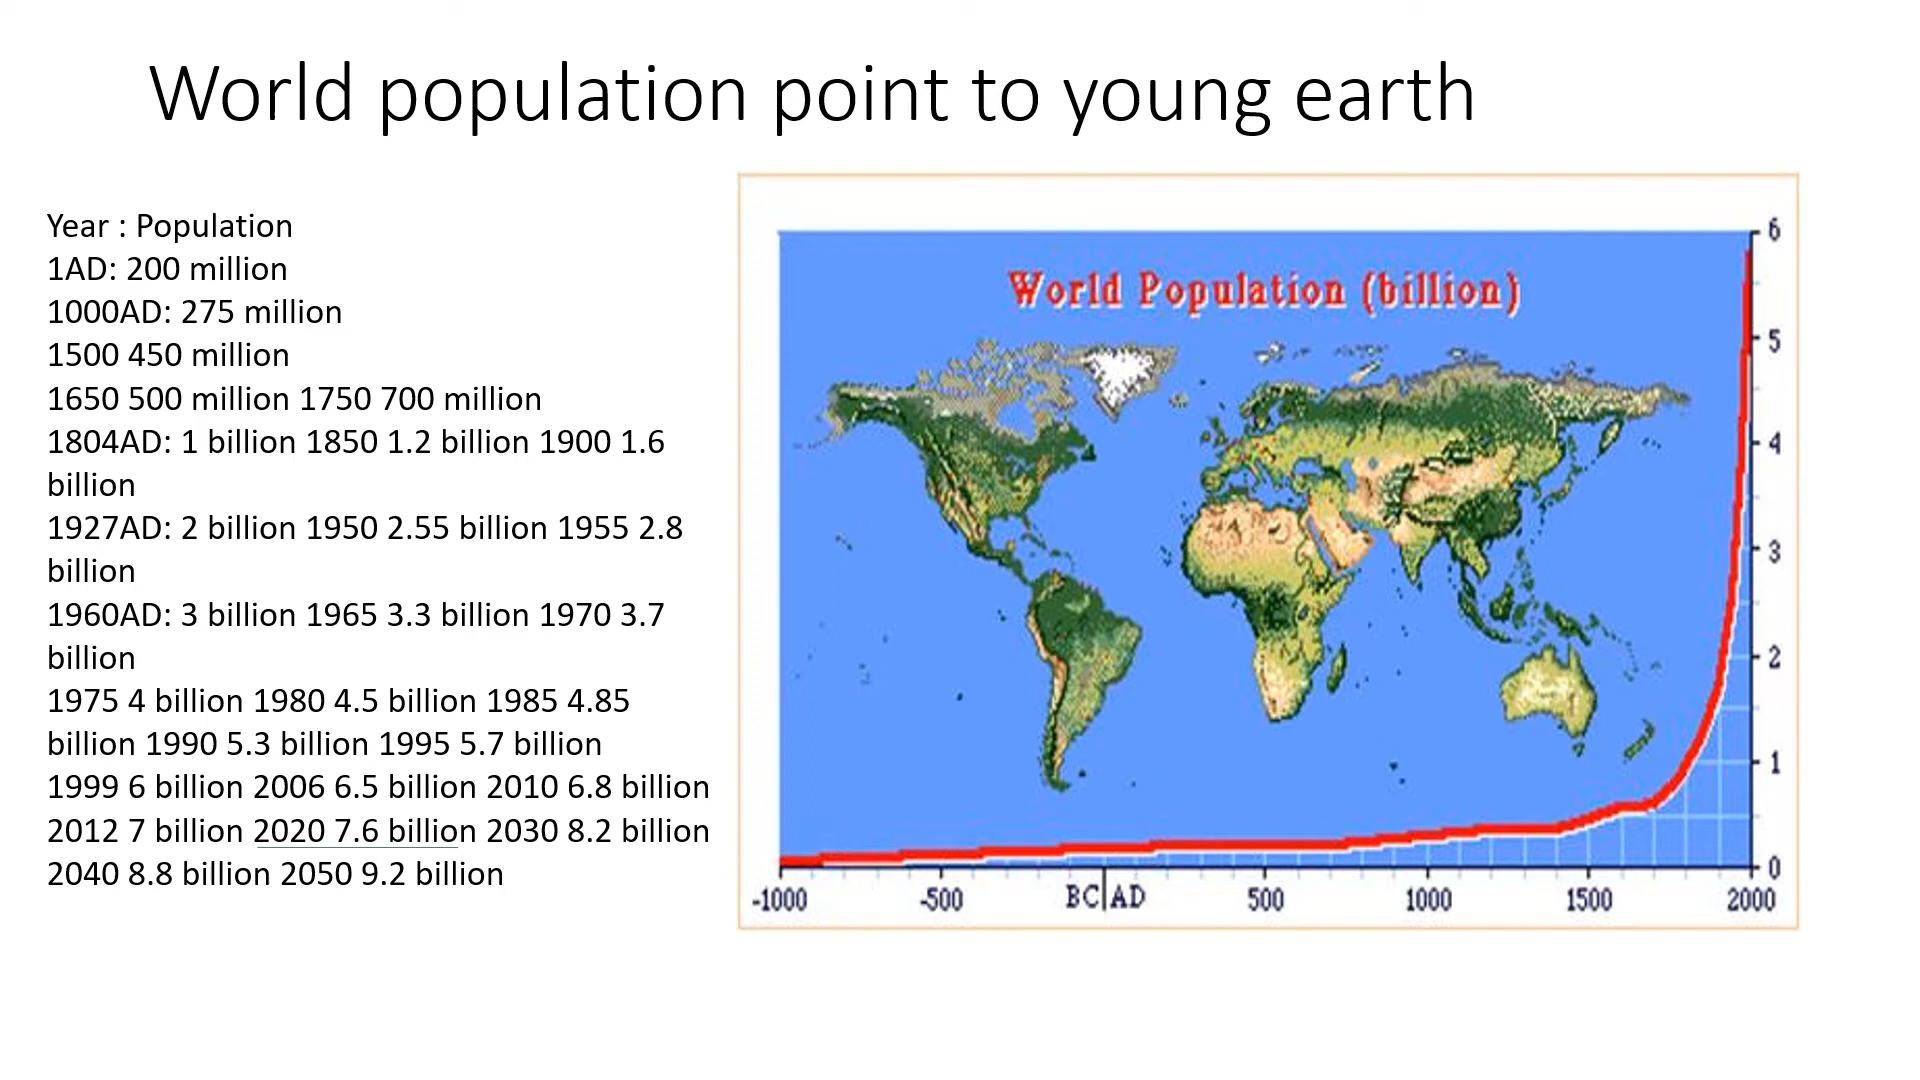 World population point to young earth
Year : Population
1AD: 200 million
1000AD: 275 million
1500 450 million
1650 500 million 1750 700 million
1804AD: 1 billion 1850 1.2 billion 1900 1.6
billion
1927AD: 2 billion 1950 2.55 billion 1955 2.8
billion
1960AD: 3 billion 1965 3.3 billion 1970 3.7
billion
1975 4 billion 1980 4.5 billion 1985 4.85
billion 1990 5.3 billion 1995 5.7 billion
1999 6 billion 2006 6.5 billion 2010 6.8 billion
2012 7 billion 2020 7.6 billion 2030 8.2 billion
2040 8.8 billion 2050 9.2 billion
World Population (billion)
6
5
4
3
2
1
0
-1000 -500 BC|AD 500 1000 1500 2000